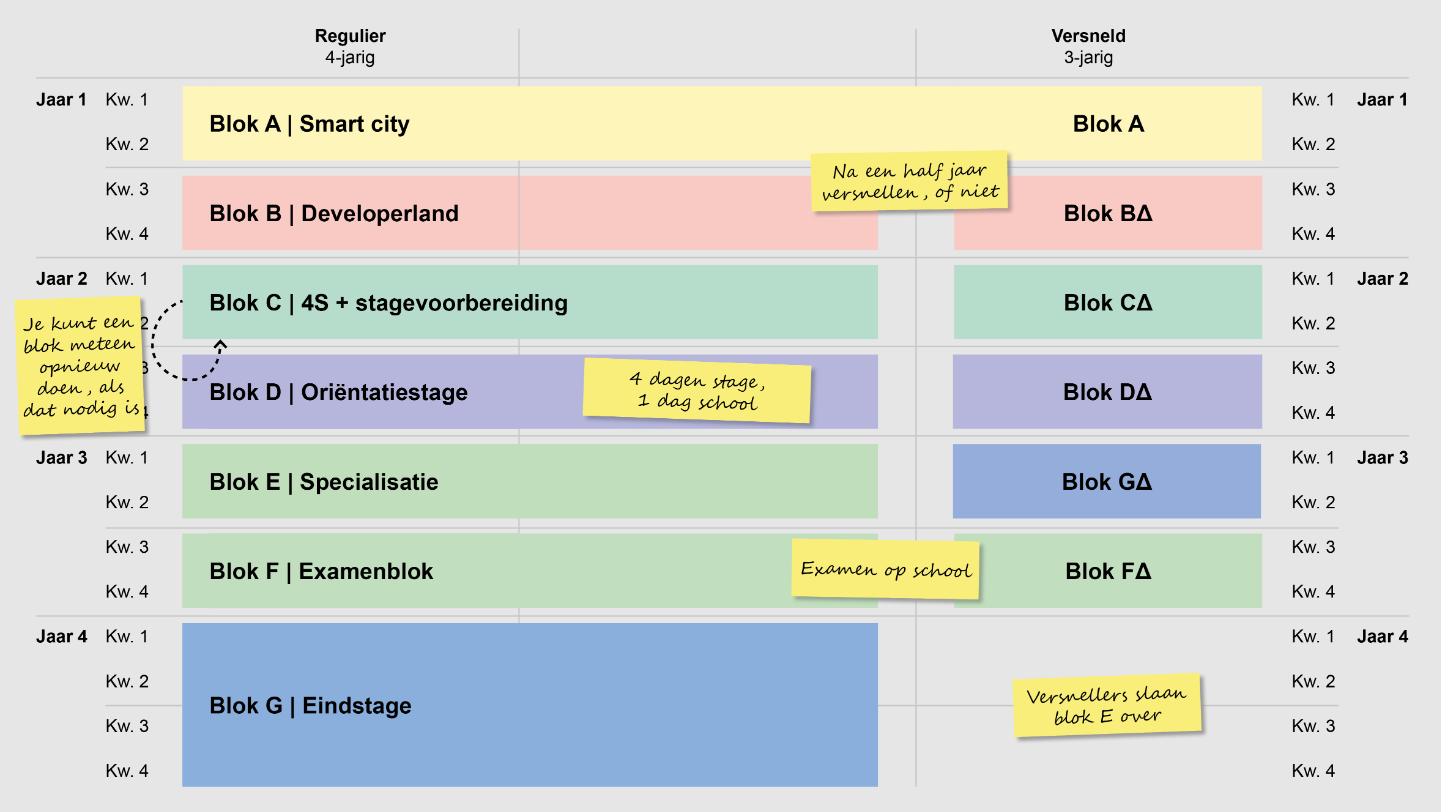 Regulier
4-jarig
Versneld
3-jarig
Jaar 1 Kw. 1
Kw. 2
Kw. 3
Kw. 4
Blok A | Smart city
Blok A
Kw. 1 Jaar 1
Kw. 2
Na een half jaar
versnellen, of niet
Blok B | Developerland
Blok BΔ
Kw. 3
Kw. 4
Jaar 2 Kw. 1
2
3
4
Je kunt een
blok meteen
opnieuw
doen, als
dat nodig is
Blok C | 4S + stagevoorbereiding
Blok CΔ
Kw. 1 Jaar 2
Kw. 2
Blok D | Oriëntatiestage
4 dagen stage,
1 dag school
Blok DΔ
Kw. 3
Kw. 4
Jaar 3 Kw. 1
Kw. 2
Blok E | Specialisatie
Blok GΔ
Kw. 1 Jaar 3
Kw. 2
Kw. 3
Kw. 4
Blok F | Examenblok
Examen op school
Blok FΔ
Kw. 3
Kw. 4
Jaar 4 Kw. 1
Kw. 2
Kw. 3
Kw. 4
Blok G | Eindstage
Versnellers slaan
blok E over
Kw. 1 Jaar 4
Kw. 2
Kw. 3
Kw. 4